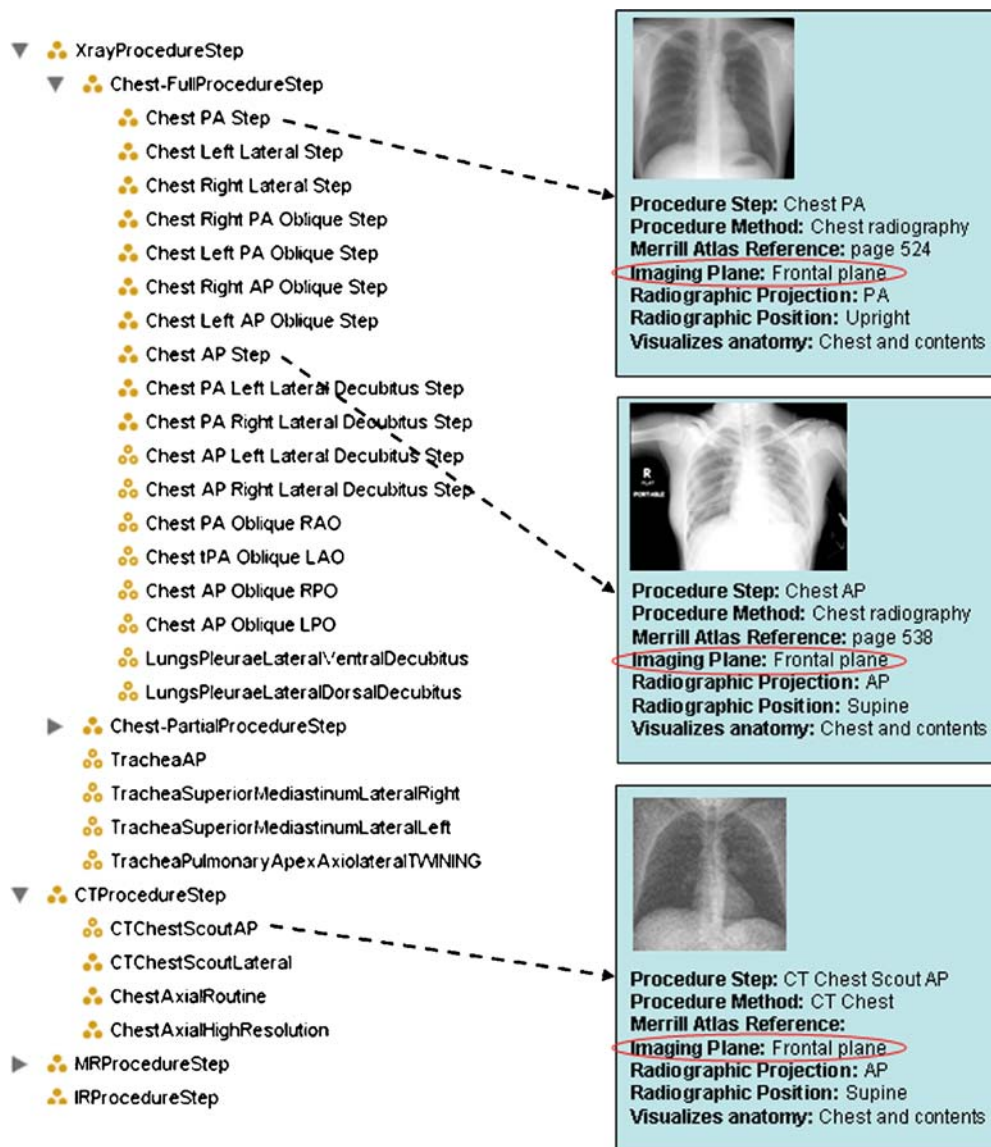 XrayProcedureStep
Chest-FullProcedureStep
Chest PA Step
Chest Left Lateral Step
Chest Right Lateral Step
Chest Right PA Oblique Step
Chest Left PA Oblique Step
Chest Right AP Oblique Step
Chest Left AP Oblique Step
Chest AP Step
Chest PA Left Lateral Decubitus Step
Chest PA Right Lateral Decubitus Step
Chest AP Left Lateral Decubitus Step
Chest AP Right Lateral Decubitus Step
Chest PA Oblique RAO
Chest tPA Oblique LAO
Chest AP Oblique RPO
Chest AP Oblique LPO
LungsPleuraeLateralVentralDecubitus
LungsPleuraeLateralDorsalDecubitus
Chest-PartialProcedureStep
TracheaAP
TracheaSuperiorMediastinumLateralRight
TracheaSuperiorMediastinumLateralLeft
TracheaPulmonaryApexAxiolateralTWINING
CTProcedureStep
CTChestScoutAP
CTChestScoutLateral
ChestAxialRoutine
ChestAxialHighResolution
MRProcedureStep
IRProcedureStep
Procedure Step: Chest PA
Procedure Method: Chest radiography
Merrill Atlas Reference: page 524
Imaging Plane: Frontal plane
Radiographic Projection: PA
Radiographic Position: Upright
Visualizes anatomy: Chest and contents
R
FLAT
PORTABLE
Procedure Step: Chest AP
Procedure Method: Chest radiography
Merrill Atlas Reference: page 538
Imaging Plane: Frontal plane
Radiographic Projection: AP
Radiographic Position: Supine
Visualizes anatomy: Chest and contents
Procedure Step: CT Chest Scout AP
Procedure Method: CT Chest
Merrill Atlas Reference:
Imaging Plane: Frontal plane
Radiographic Projection: AP
Radiographic Position: Supine
Visualizes anatomy: Chest and contents